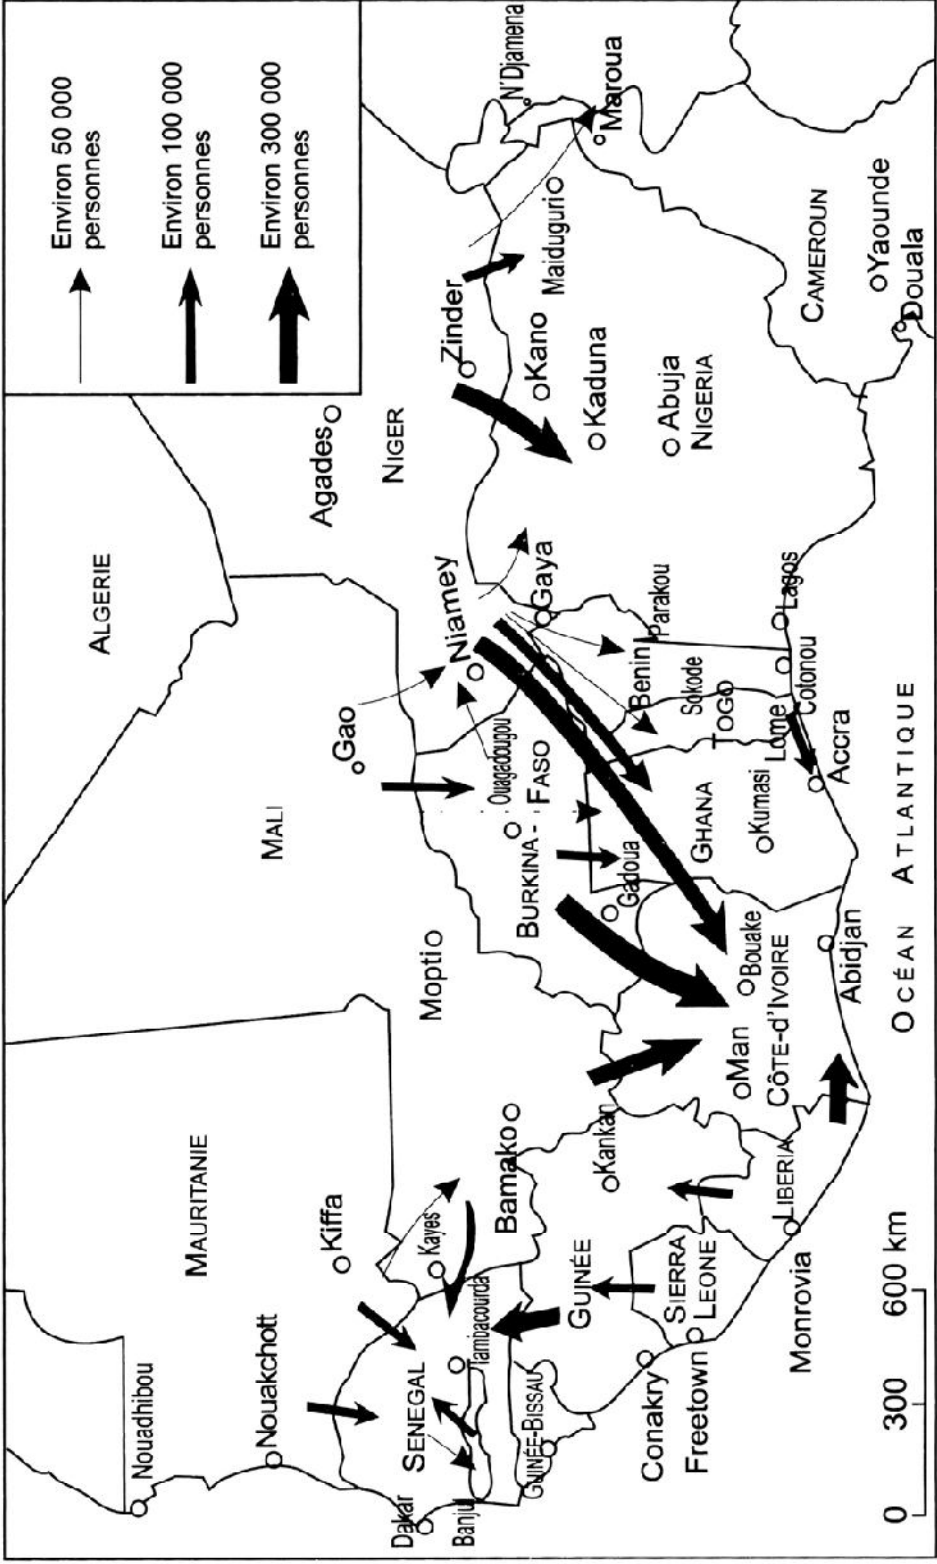 Environ 50 000
personnes
Environ 100 000
personnes
Environ 300 000
personnes
ALGERIE
Nouadhibou
MAURITANIE
Nouakchott
Kiffa
MALI
Gao
Agades
NIGER
Moptio
Niamey
Zinder
N'Djamena
Dakar
SENEGAL
Kayes
Banjul
Tambacourda
Bamako
Ouagadougou
BURKINA -
FASO
Gaya
Kano
Maiduguri
Maroua
GUINÉE-BISSAU
GUINÉE
Kankan
Gadoua
Benin
Parakou
Kaduna
Conakry
Freetown
SIERRA
LEONE
Man
Bouake
CÔTE-d'IVOIRE
GHANA
Kumasi
Sokode
TOGO
Lome
Cotonou
Lagos
Abuja
NIGERIA
CAMEROUN
Yaounde
Douala
Monrovia
LIBERIA
Abidjan
Accra
OCÉAN ATLANTIQUE
0 300 600 km